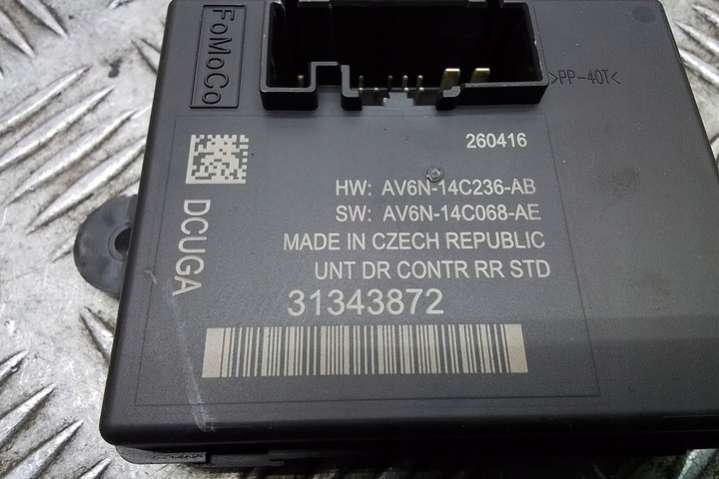 FoMoCo
>PP-40T<
260416
HW: AV6N-14C236-AB
SW: AV6N-14C068-AE
MADE IN CZECH REPUBLIC
UNT DR CONTR RR STD
31343872
DCUGA